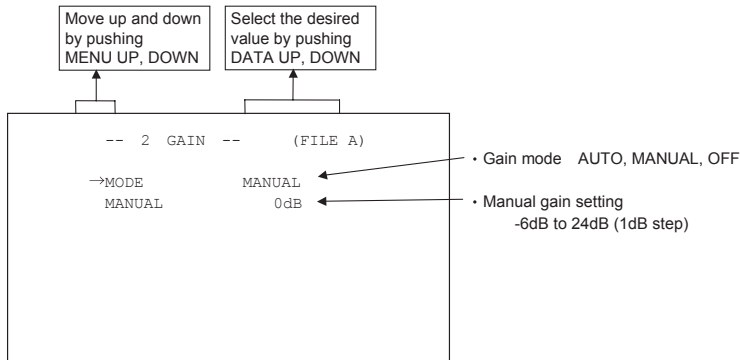 Move up and down
by pushing
MENU UP, DOWN
Select the desired
value by pushing
DATA UP, DOWN
-- 2 GAIN -- (FILE A)
→MODE MANUAL
MANUAL 0dB
・Gain mode AUTO, MANUAL, OFF
・Manual gain setting
-6dB to 24dB (1dB step)